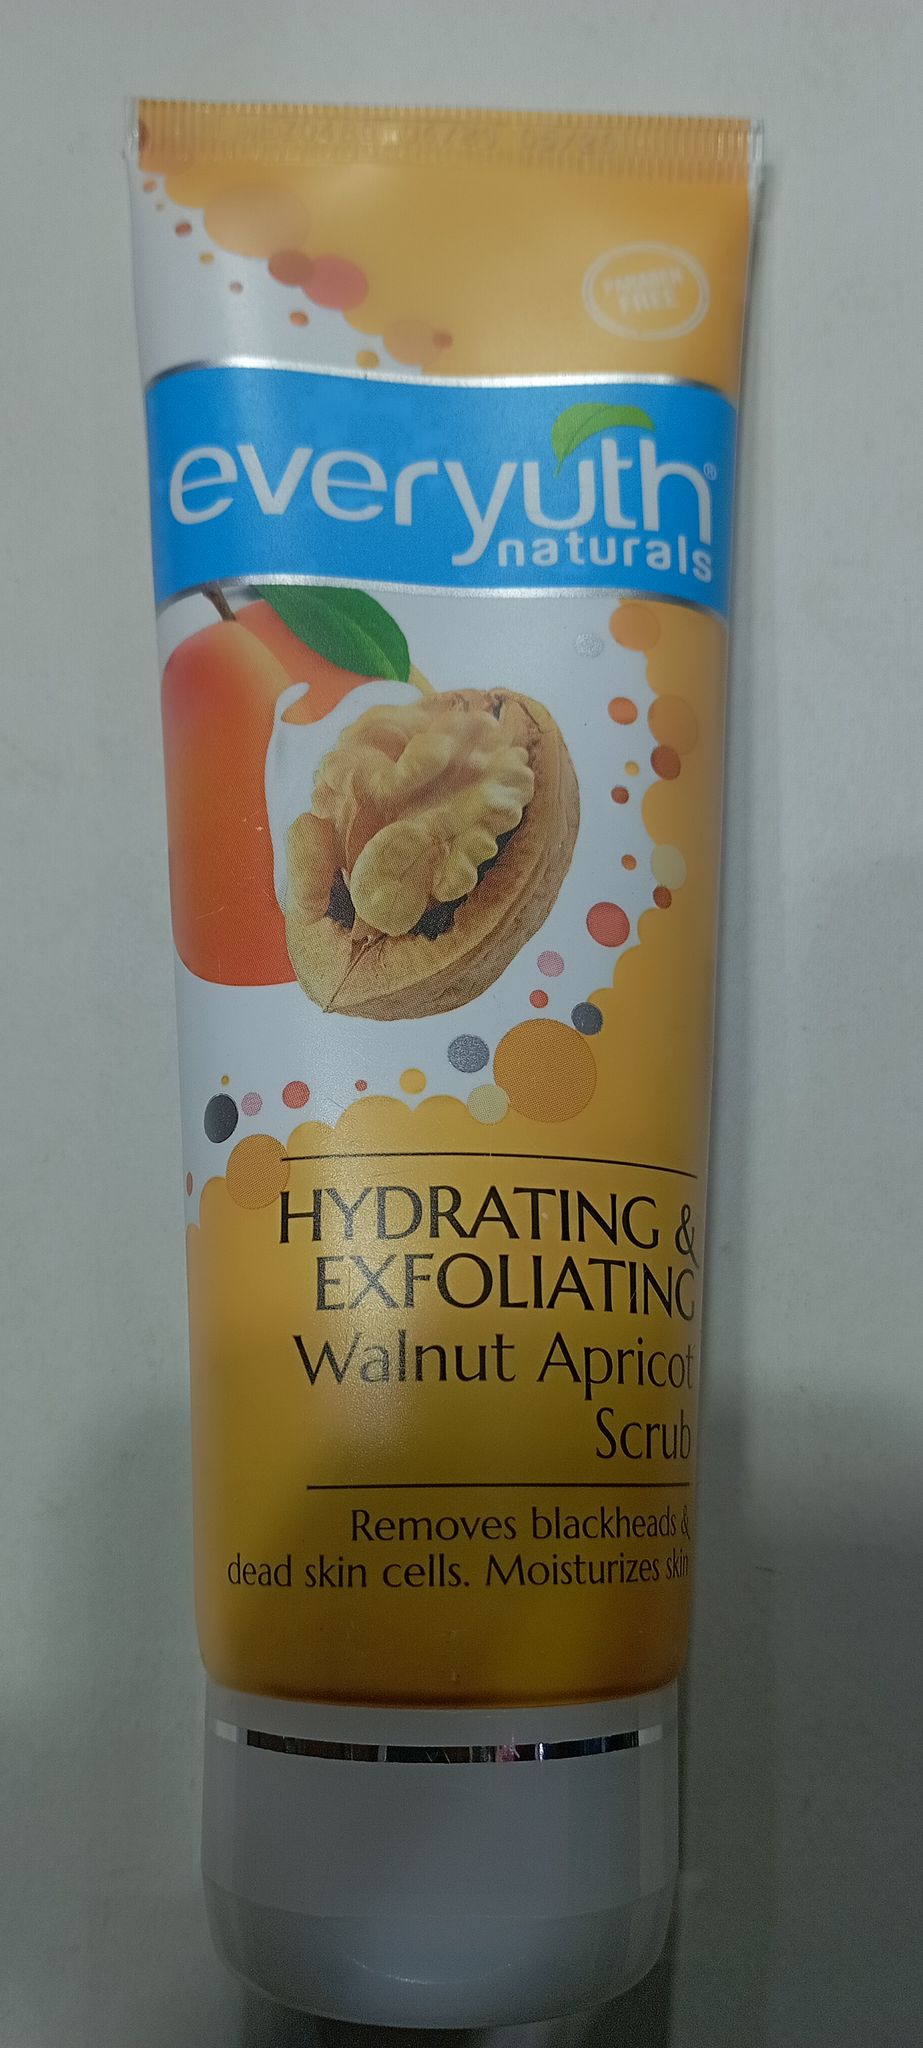 PARABEN
FREE
everyuth®
naturals
HYDRATING &
EXFOLIATING
Walnut Apricot
Scrub
Removes blackheads &
dead skin cells. Moisturizes skin